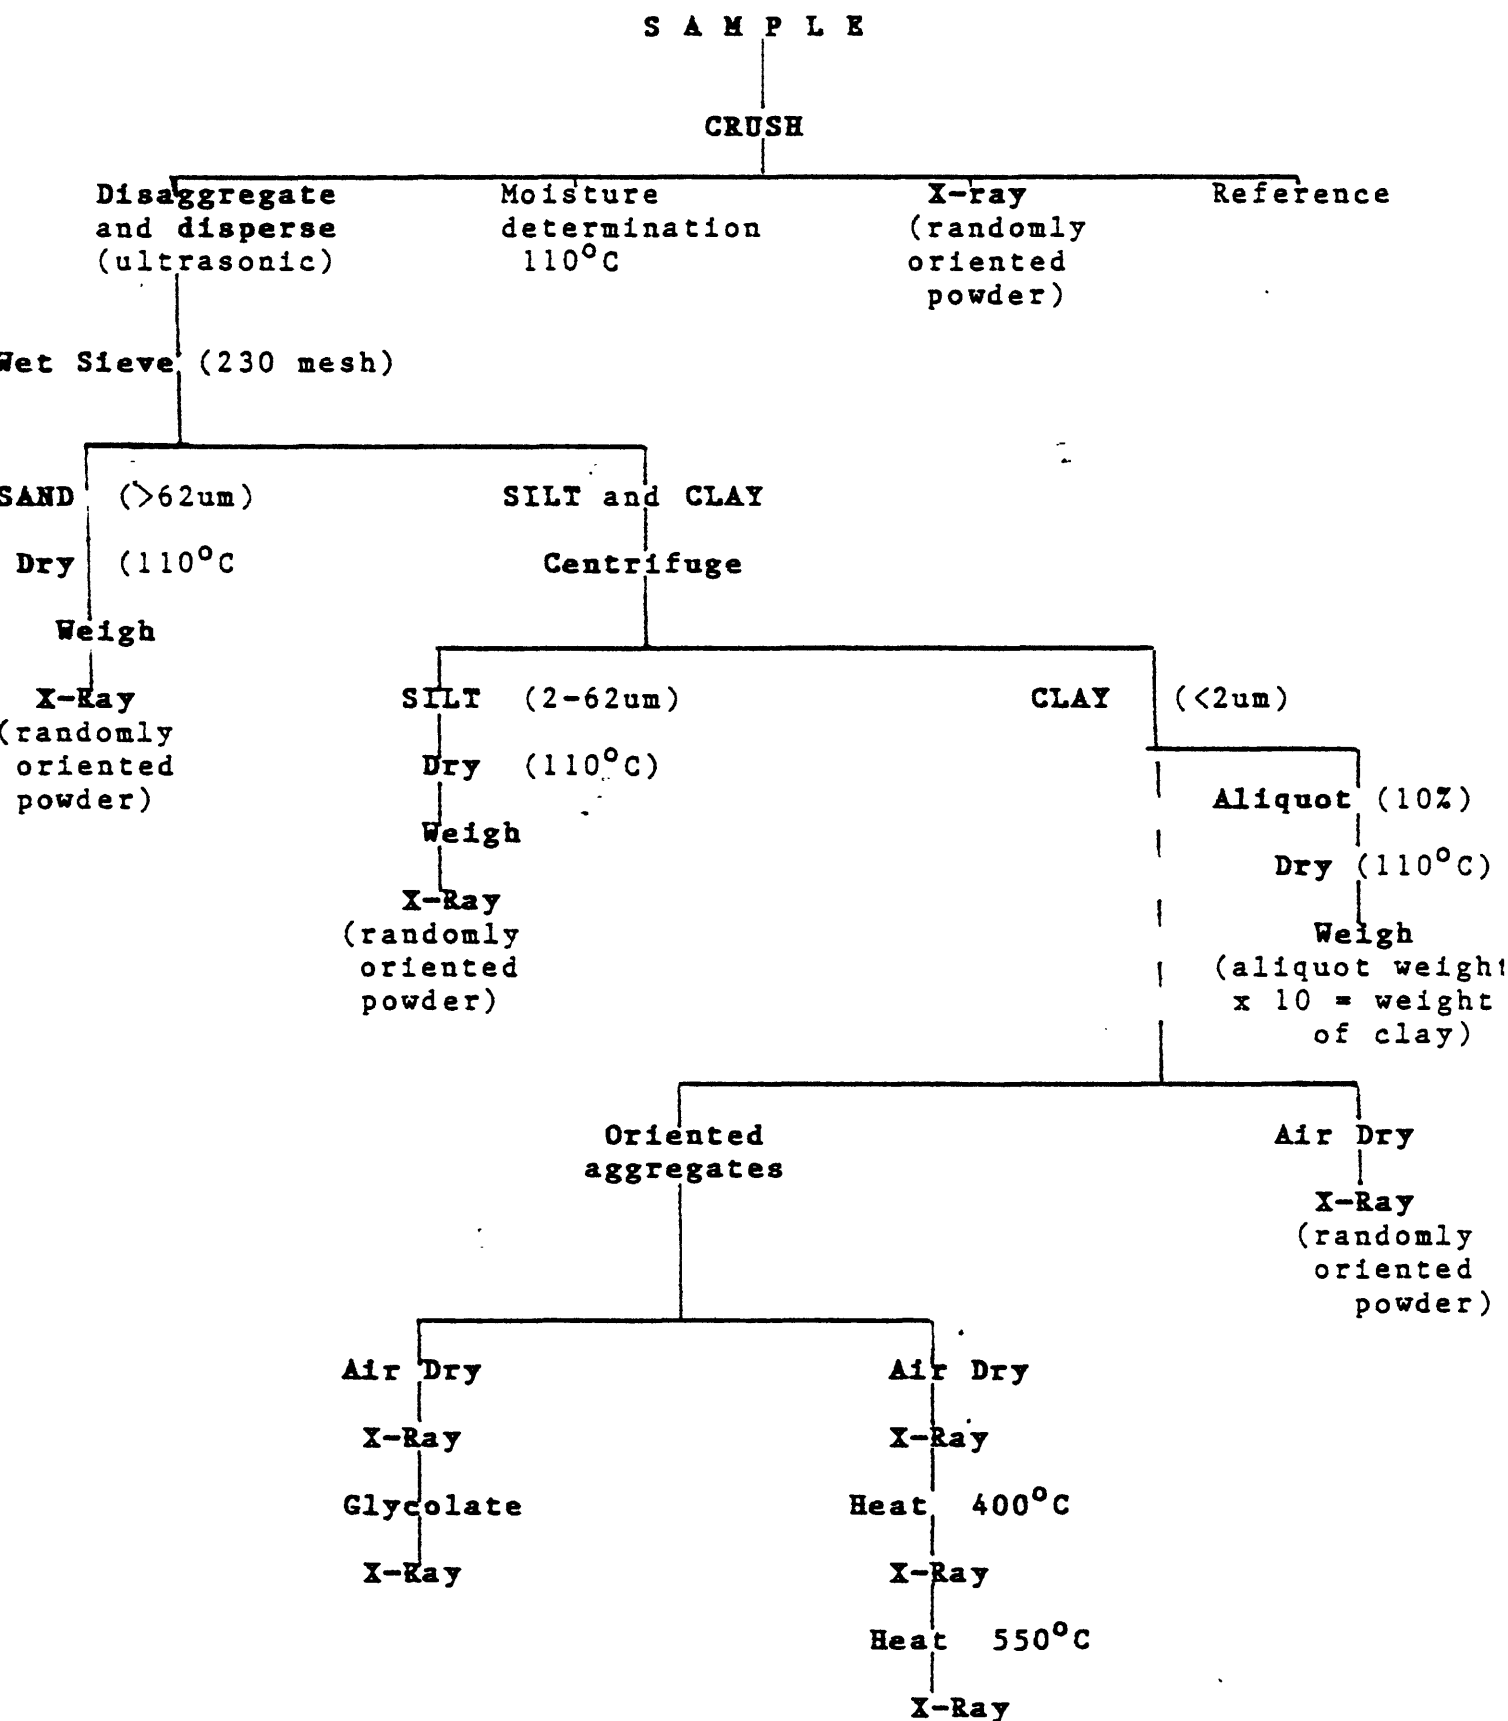 S A M P L E
CRUSH
Disaggregate and disperse (ultrasonic)
Moisture determination 110°C
X-ray (randomly oriented powder)
Reference
Wet Sieve (230 mesh)
SAND (>62um)
SILT and CLAY
Dry (110°C
Centrifuge
Weigh
X-Ray
(randomly
oriented
powder)
SILT (2-62um)
Dry (110°C)
Weigh
X-Ray
(randomly
oriented
powder)
CLAY (<2um)
Aliquot (10%)
Dry (110°C)
Weigh
(aliquot weight
x 10 = weight
of clay)
Oriented
aggregates
Air Dry
X-Ray
(randomly
oriented
powder)
Air Dry
X-Ray
Glycolate
X-Ray
Air Dry
X-Ray
Heat 400°C
X-Ray
Heat 550°C
X-Ray